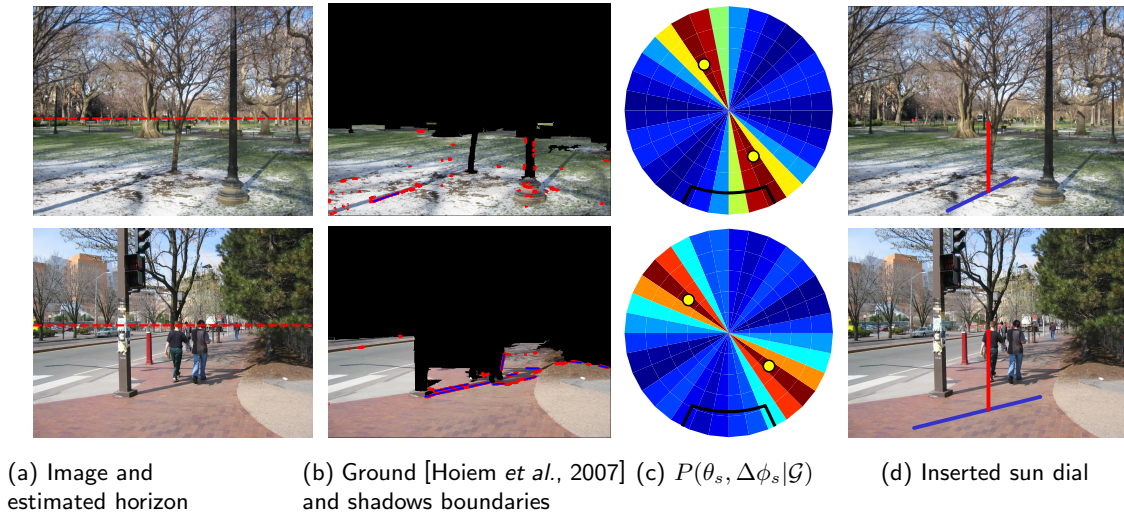 (a) Image and
estimated horizon
(b) Ground [Hoiem et al., 2007]
and shadows boundaries
(c) P(θₛ, Δϕₛ|𝒢)
(d) Inserted sun dial